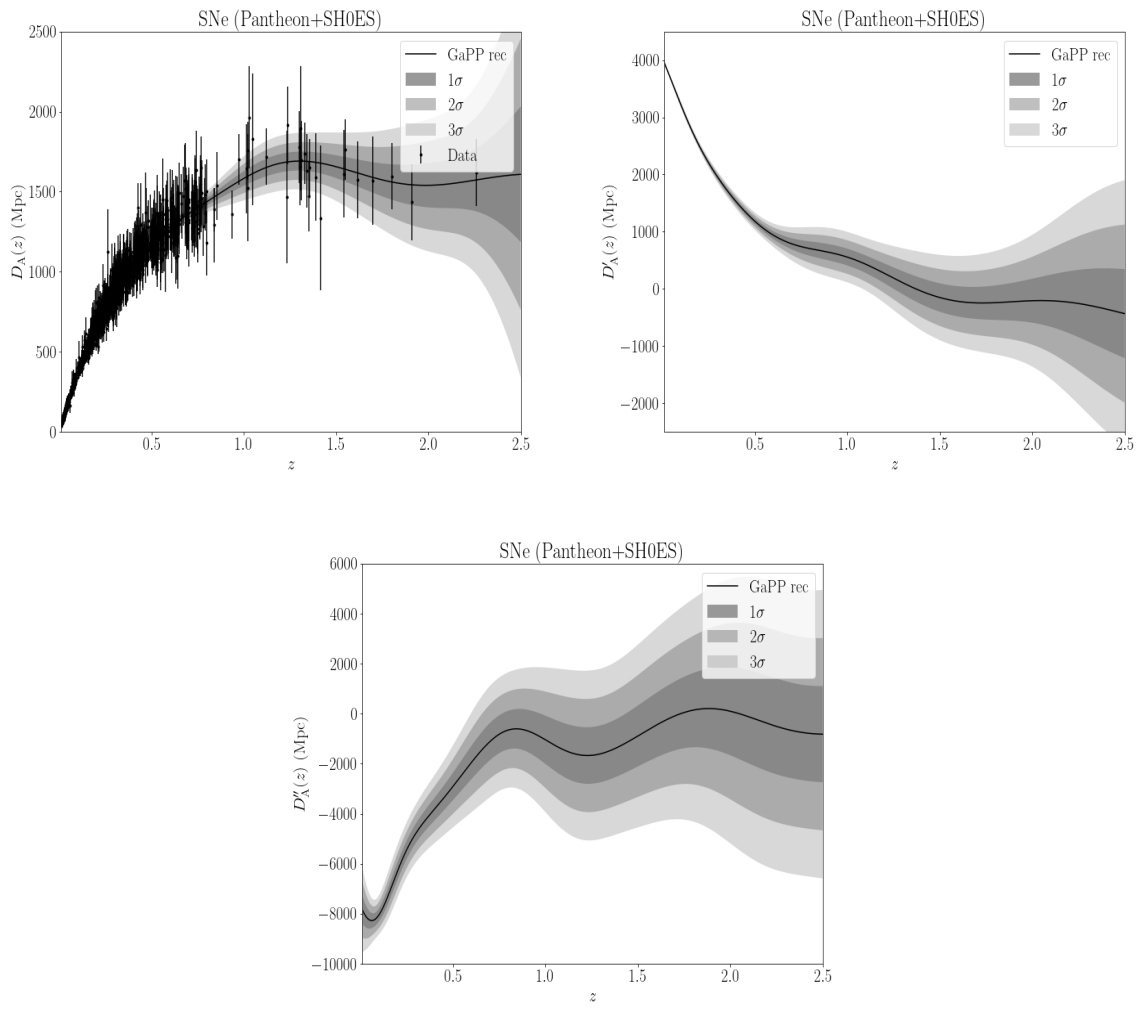 SNe (Pantheon+SH0ES)
2500
2000
1500
1000
500
0
D_A(z) (Mpc)
0.5
1.0
1.5
2.0
2.5
z
GaPP rec
1σ
2σ
3σ
Data
SNe (Pantheon+SH0ES)
4000
3000
2000
1000
0
−1000
−2000
D′_A(z) (Mpc)
0.5
1.0
1.5
2.0
2.5
z
GaPP rec
1σ
2σ
3σ
SNe (Pantheon+SH0ES)
6000
4000
2000
0
−2000
−4000
−6000
−8000
−10000
D″_A(z) (Mpc)
0.5
1.0
1.5
2.0
2.5
z
GaPP rec
1σ
2σ
3σ